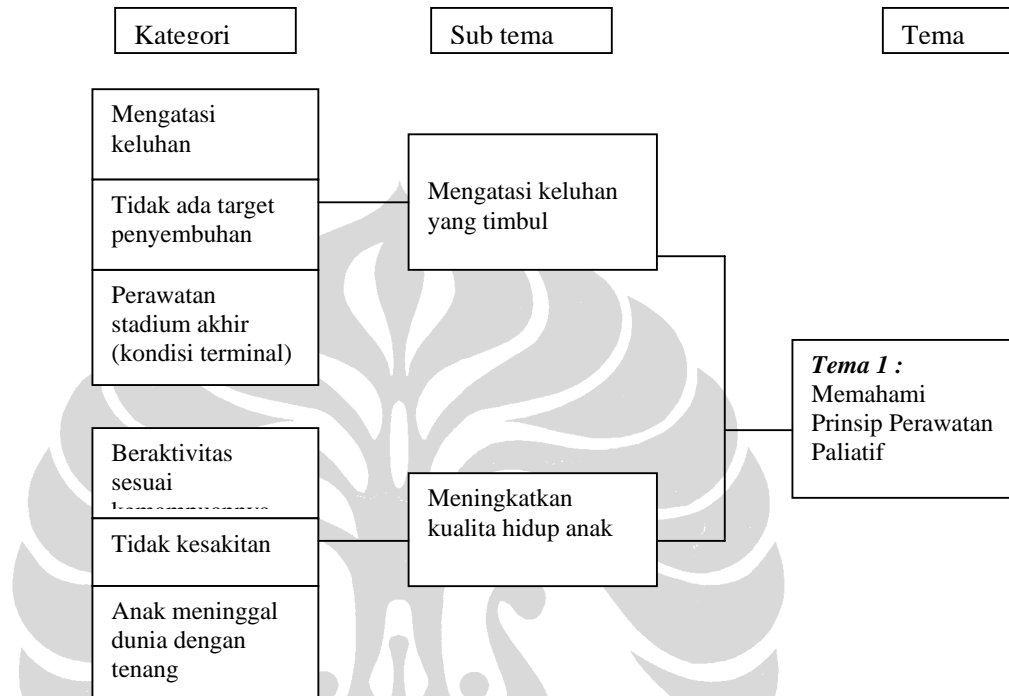 Kategori
Sub tema
Tema
Mengatasi
keluhan
Tidak ada target
penyembuhan
Perawatan
stadium akhir
(kondisi terminal)
Mengatasi keluhan
yang timbul
Beraktivitas
sesuai
Tidak kesakitan
Anak meninggal
dunia dengan
tenang
Meningkatkan
kualita hidup anak
Tema 1 :
Memahami
Prinsip Perawatan
Paliatif